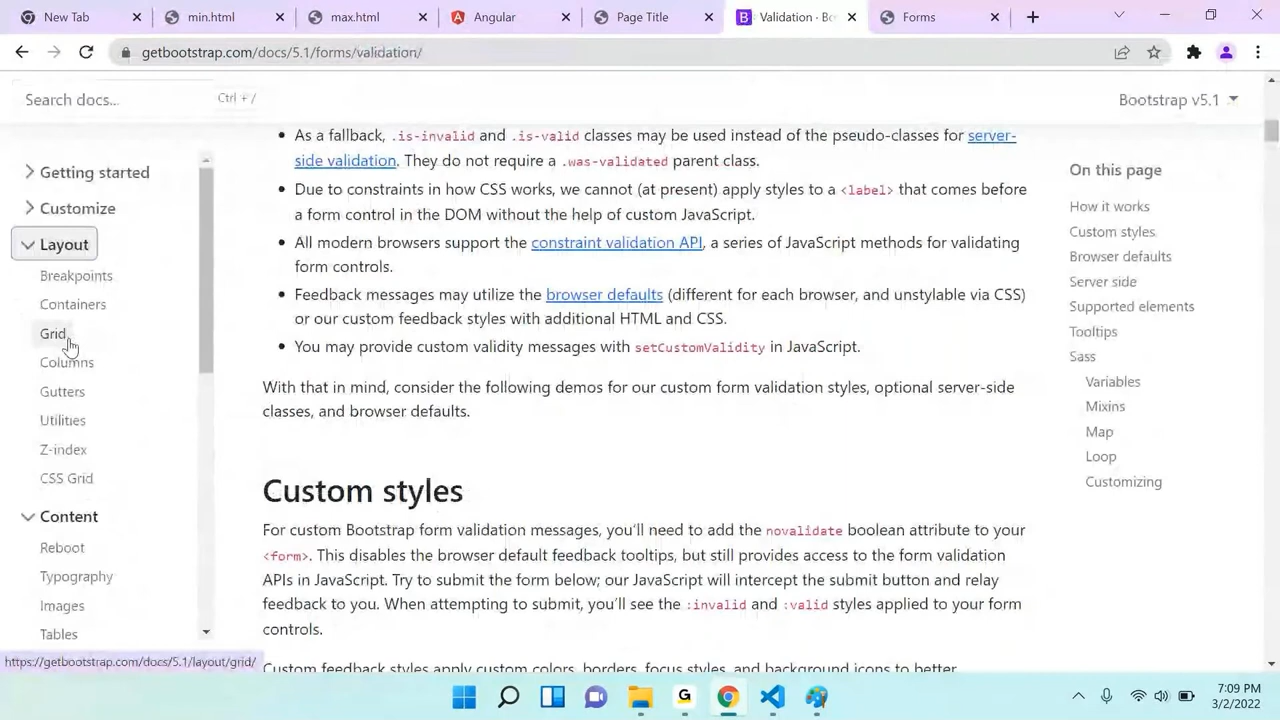 New Tab
min.html
max.html
Angular
Page Title
Validation · Bo
Forms
getbootstrap.com/docs/5.1/forms/validation/
Search docs...
Ctrl + /
Bootstrap v5.1
Getting started
Customize
Layout
Breakpoints
Containers
Grid
Columns
Gutters
Utilities
Z-index
CSS Grid
Content
Reboot
Typography
Images
Tables
https://getbootstrap.com/docs/5.1/layout/grid/
As a fallback, .is-invalid and .is-valid classes may be used instead of the pseudo-classes for server-
side validation. They do not require a .was-validated parent class.
Due to constraints in how CSS works, we cannot (at present) apply styles to a <label> that comes before
a form control in the DOM without the help of custom JavaScript.
All modern browsers support the constraint validation API, a series of JavaScript methods for validating
form controls.
Feedback messages may utilize the browser defaults (different for each browser, and unstylable via CSS)
or our custom feedback styles with additional HTML and CSS.
You may provide custom validity messages with setCustomValidity in JavaScript.
With that in mind, consider the following demos for our custom form validation styles, optional server-side
classes, and browser defaults.
Custom styles
For custom Bootstrap form validation messages, you'll need to add the novalidate boolean attribute to your
<form>. This disables the browser default feedback tooltips, but still provides access to the form validation
APIs in JavaScript. Try to submit the form below; our JavaScript will intercept the submit button and relay
feedback to you. When attempting to submit, you'll see the :invalid and :valid styles applied to your form
controls.
Custom feedback styles apply custom colors, borders, focus styles, and background icons to better
On this page
How it works
Custom styles
Browser defaults
Server side
Supported elements
Tooltips
Sass
Variables
Mixins
Map
Loop
Customizing
7:09 PM
3/2/2022